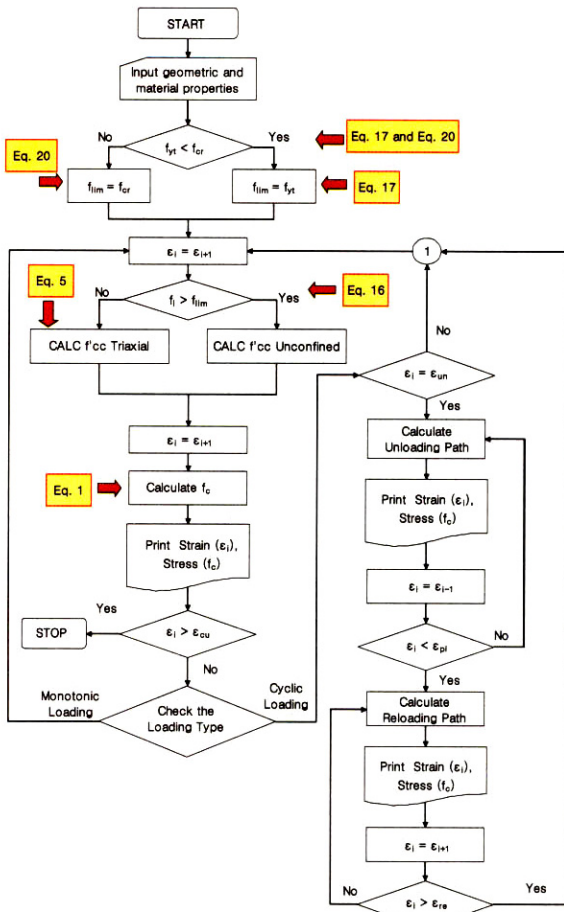 START
Input geometric and
material properties
No
Yes
f_yt < f_cr
Eq. 17 and Eq. 20
Eq. 20
f_lim = f_cr
f_lim = f_yt
Eq. 17
ε_i = ε_i+1
1
Eq. 5
No
f_l > f_lim
Yes
Eq. 16
CALC f'cc Triaxial
CALC f'cc Unconfined
No
ε_i = ε_un
Yes
ε_i = ε_i+1
Calculate
Unloading Path
Eq. 1
Calculate f_c
Print Strain (ε_i),
Stress (f_c)
Print Strain (ε_i),
Stress (f_c)
ε_i = ε_i-1
Yes
STOP
ε_i > ε_cu
No
ε_i < ε_pl
No
Yes
Monotonic
Loading
Check the
Loading Type
Cyclic
Loading
Calculate
Reloading Path
Print Strain (ε_i),
Stress (f_c)
ε_i = ε_i+1
No
ε_i > ε_re
Yes